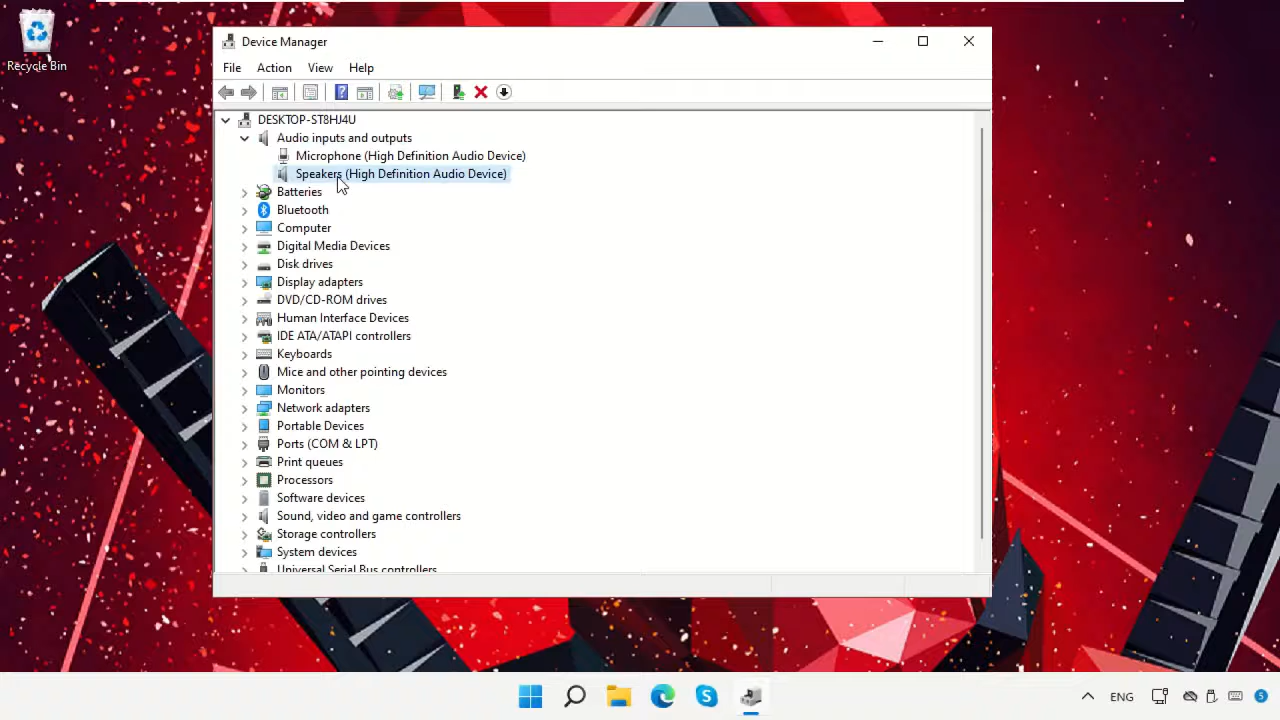 Recycle Bin
Device Manager
File Action View Help
DESKTOP-ST8HJ4U
Audio inputs and outputs
Microphone (High Definition Audio Device)
Speakers (High Definition Audio Device)
Batteries
Bluetooth
Computer
Digital Media Devices
Disk drives
Display adapters
DVD/CD-ROM drives
Human Interface Devices
IDE ATA/ATAPI controllers
Keyboards
Mice and other pointing devices
Monitors
Network adapters
Portable Devices
Ports (COM & LPT)
Print queues
Processors
Software devices
Sound, video and game controllers
Storage controllers
System devices
Universal Serial Bus controllers
ENG
5